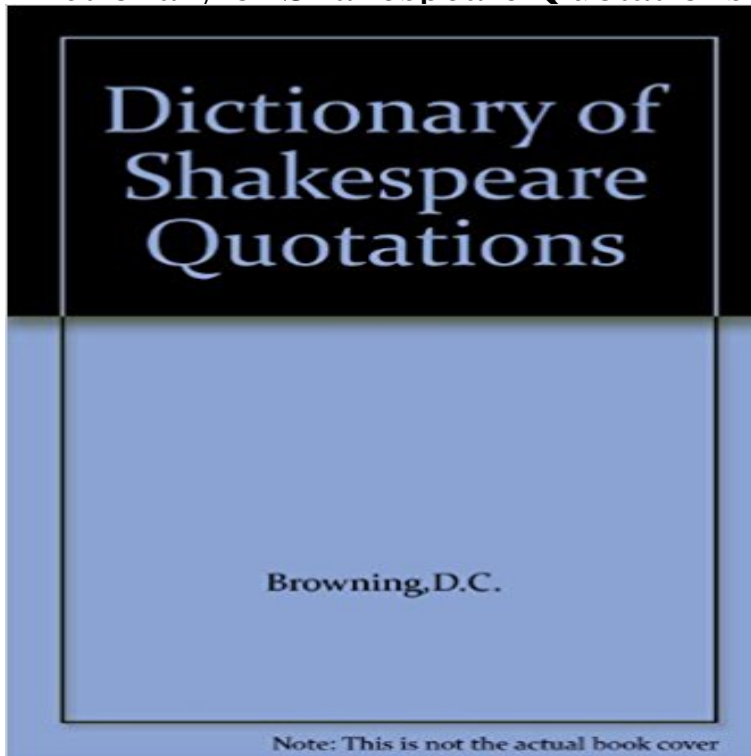 Dictionary of
Shakespeare
Quotations
Browning,D.C.
Note: This is not the actual book cover